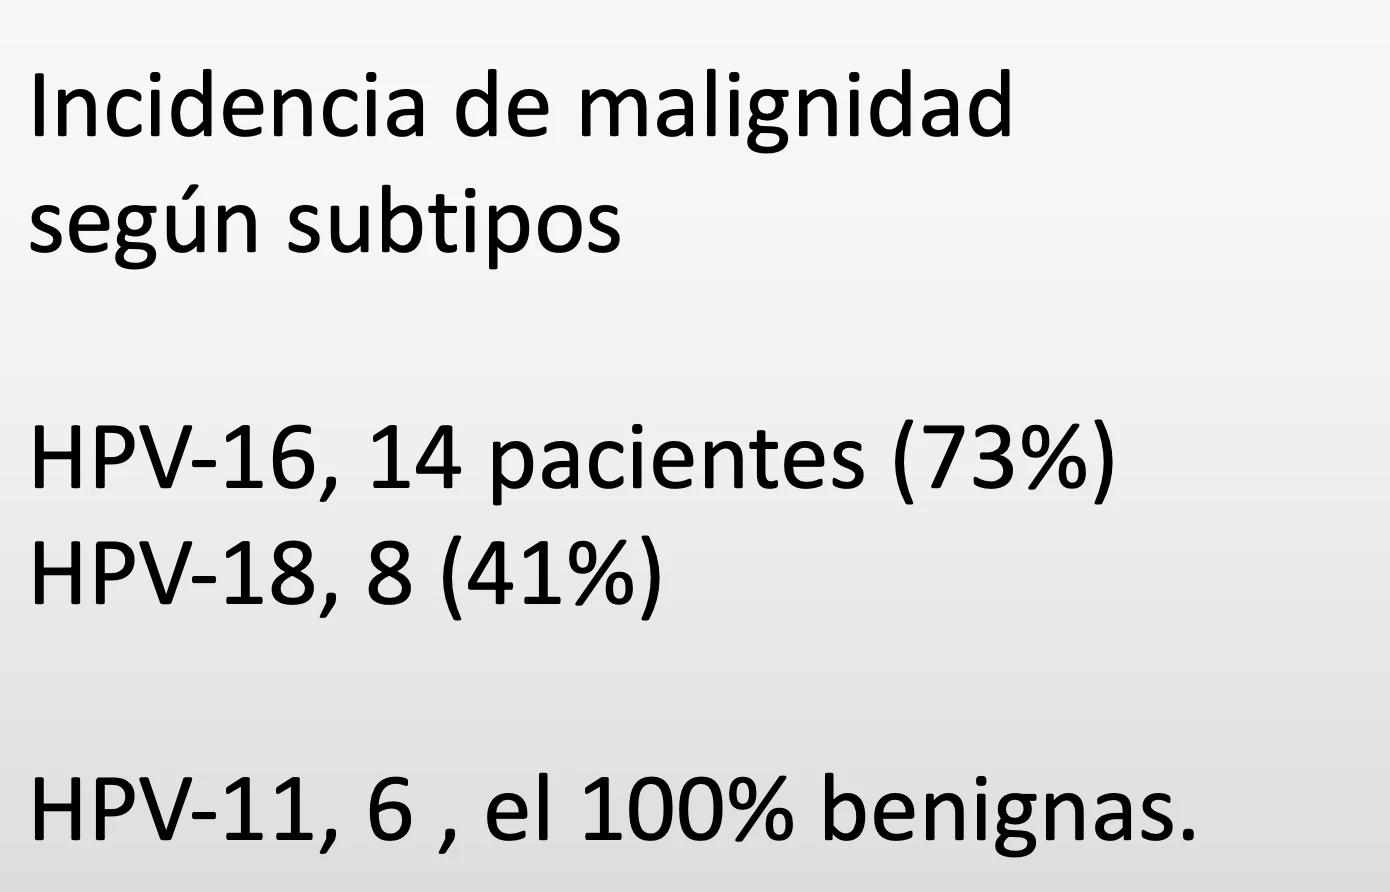 Incidencia de malignidad
según subtipos
HPV-16, 14 pacientes (73%)
HPV-18, 8 (41%)
HPV-11, 6 , el 100% benignas.